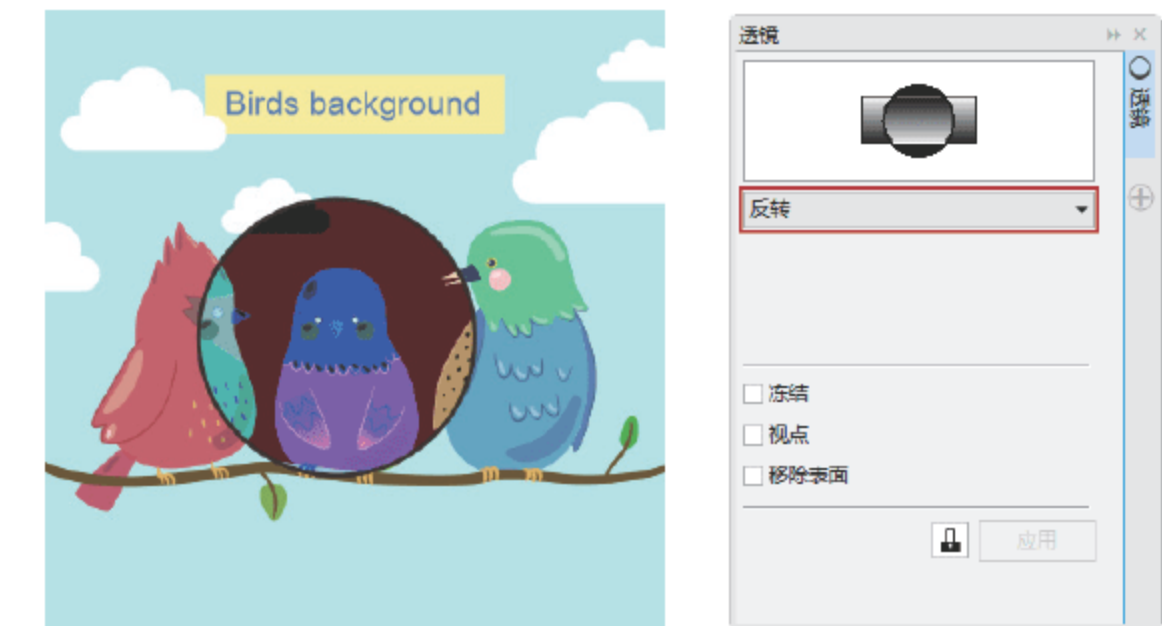 Birds background
透镜
透镜
反转
冻结
视点
移除表面
应用